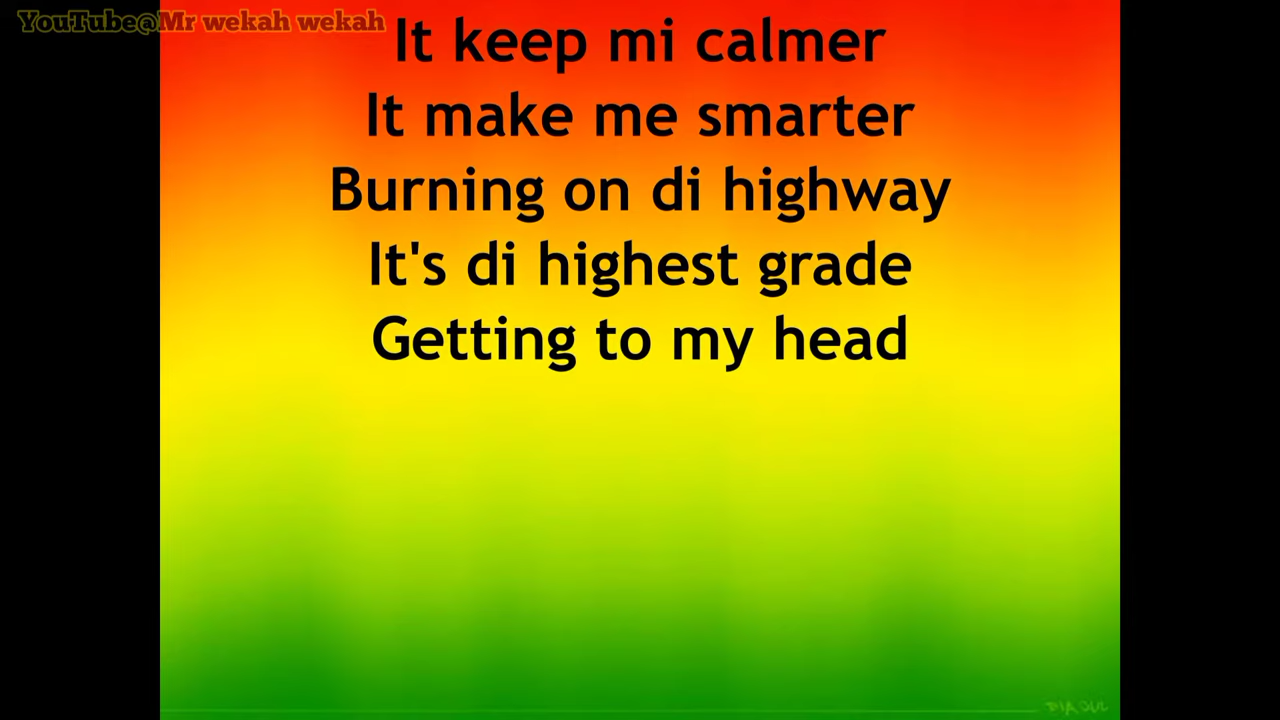 YouTube@Mr wekah wekah
It keep mi calmer
It make me smarter
Burning on di highway
It's di highest grade
Getting to my head